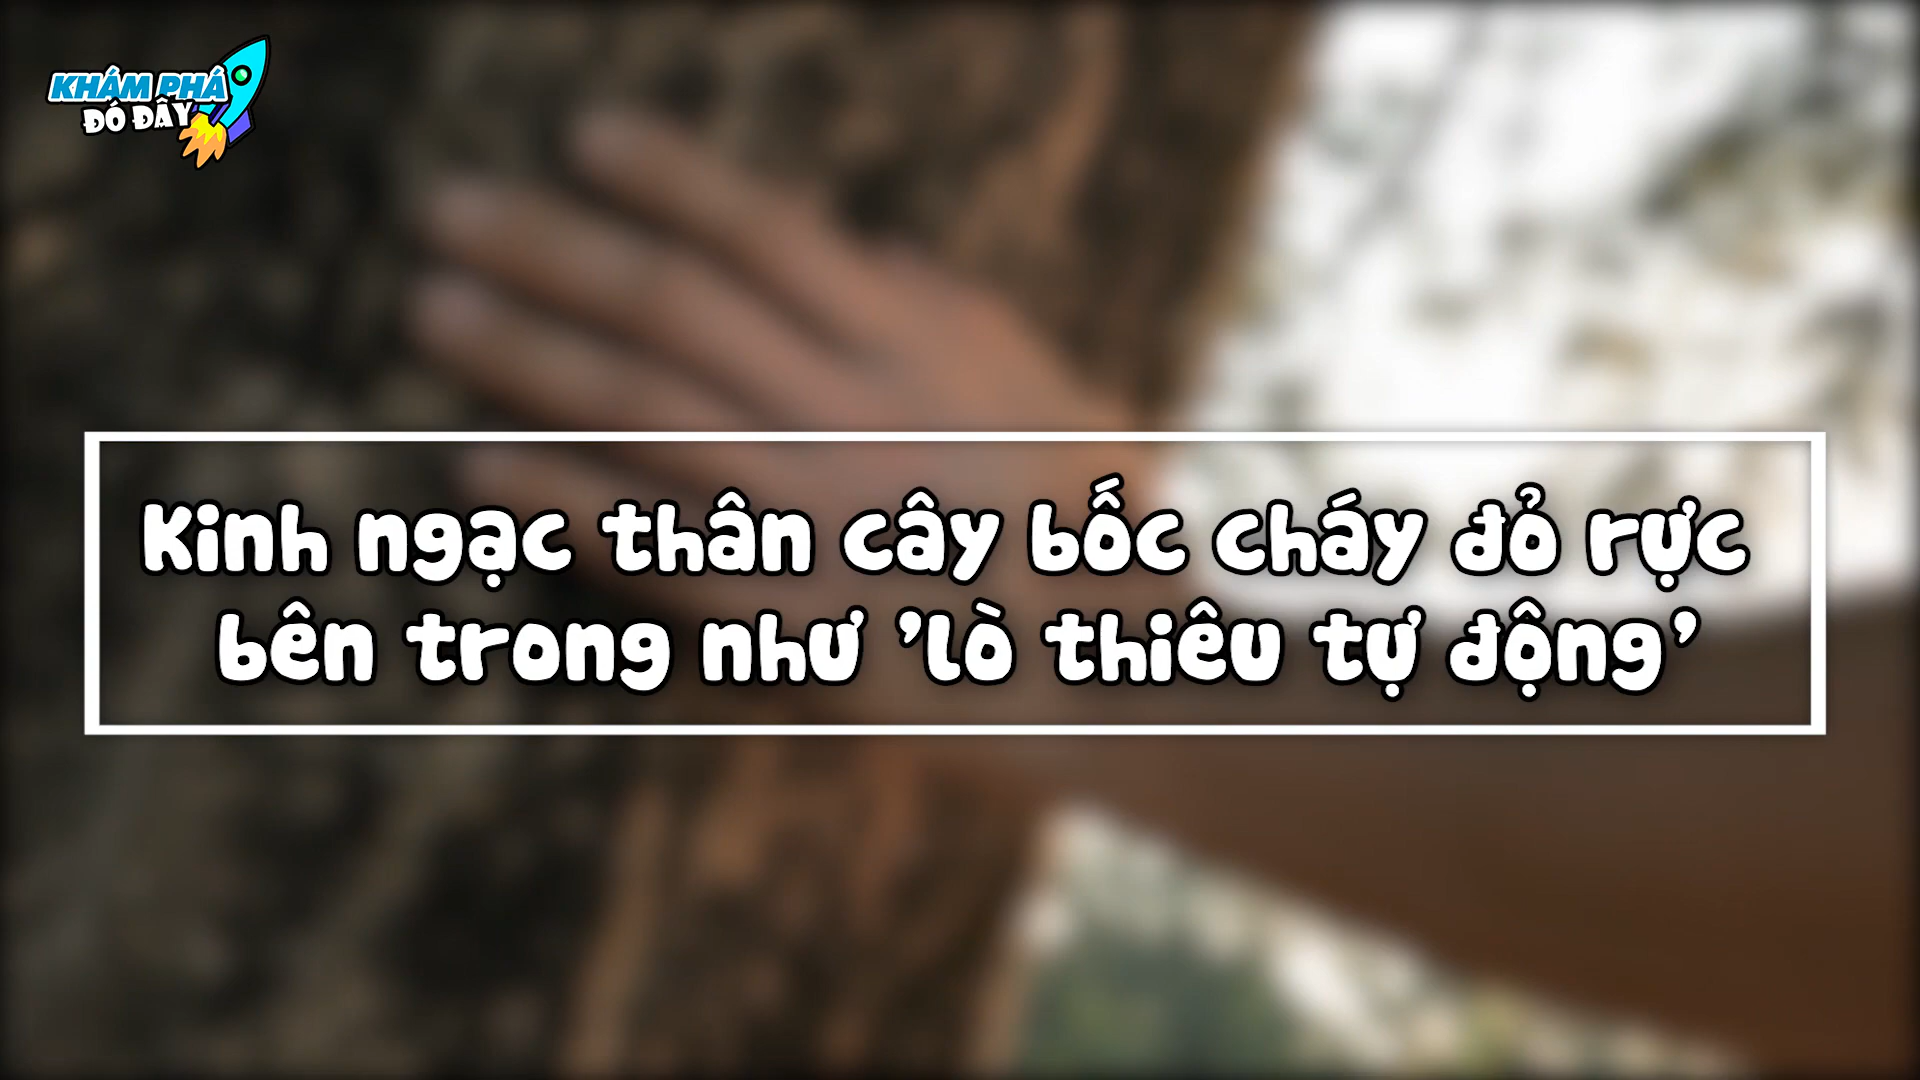 KHÁM PHÁ
ĐÓ ĐÂY
Kinh ngạc thân cây bốc cháy đỏ rực
bên trong như 'lò thiêu tự động'